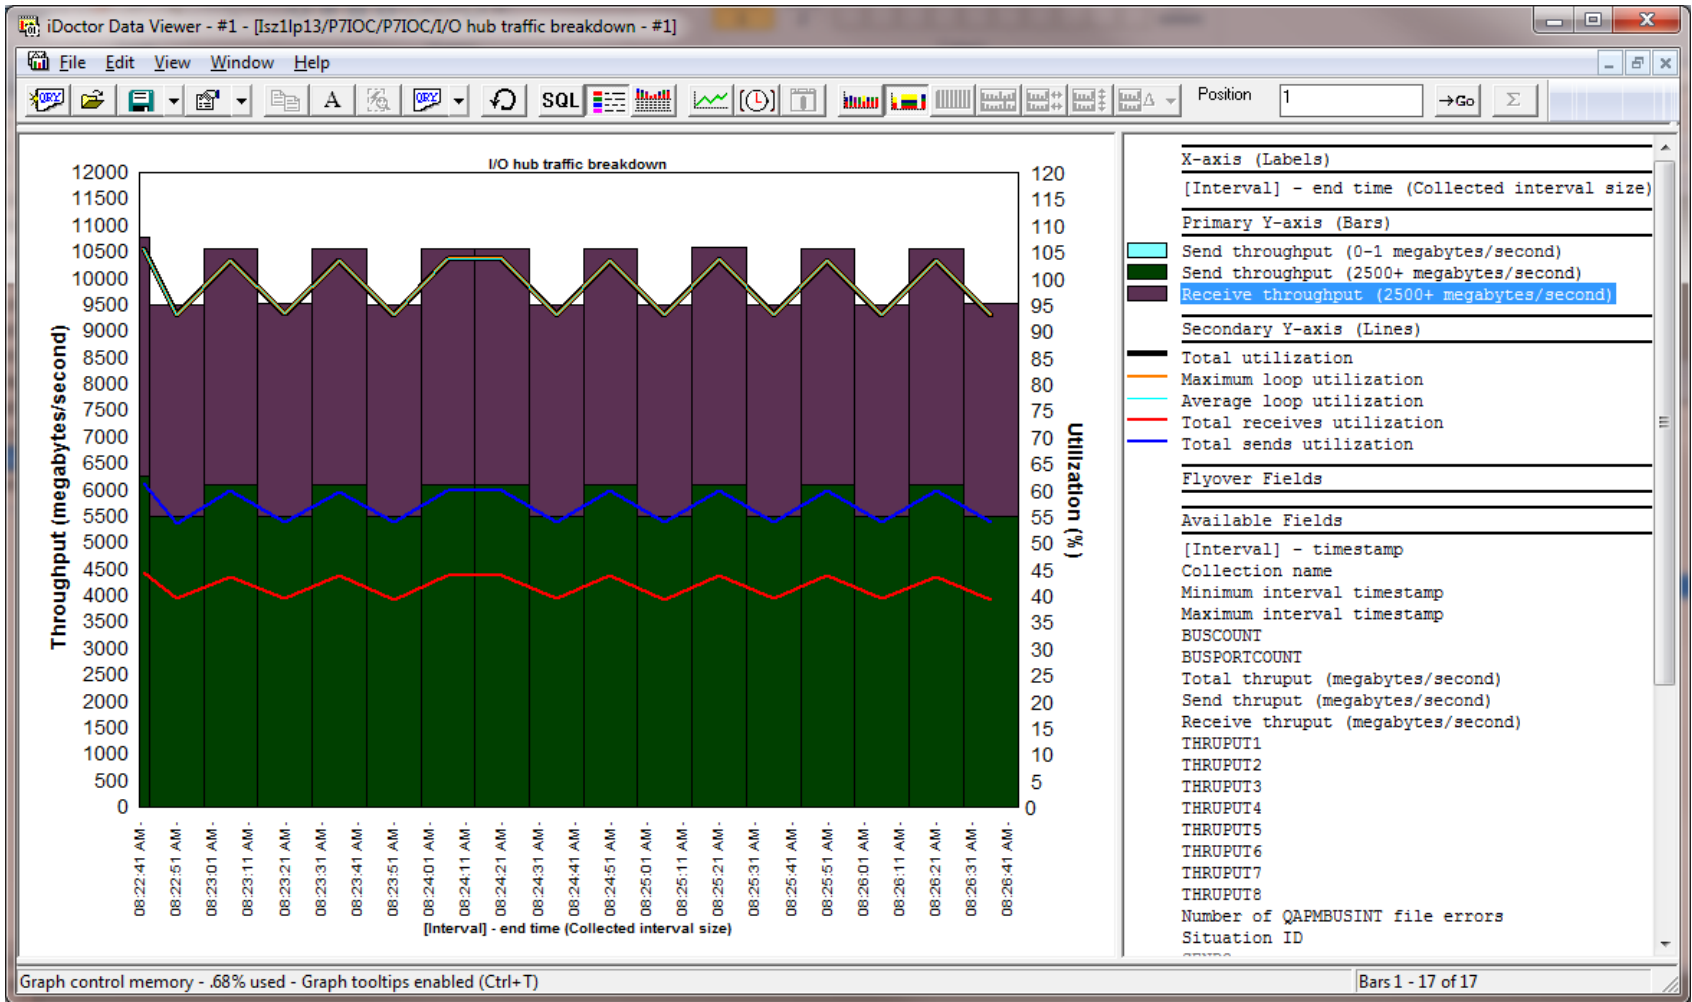 iDoctor Data Viewer - #1 - [Isz1lp13/P7IOC/P7IOC/I/O hub traffic breakdown - #1]
File Edit View Window Help
QRY A QRY SQL Position 1 →Go Σ
I/O hub traffic breakdown
12000
11500
11000
10500
10000
9500
9000
8500
8000
7500
7000
6500
6000
5500
5000
4500
4000
3500
3000
2500
2000
1500
1000
500
0
Throughput (megabytes/second)
120
115
110
105
100
95
90
85
80
75
70
65
60
55
50
45
40
35
30
25
20
15
10
5
0
Utilization (%)
08:22:41 AM -
08:22:51 AM -
08:23:01 AM -
08:23:11 AM -
08:23:21 AM -
08:23:31 AM -
08:23:41 AM -
08:23:51 AM -
08:24:01 AM -
08:24:11 AM -
08:24:21 AM -
08:24:31 AM -
08:24:41 AM -
08:24:51 AM -
08:25:01 AM -
08:25:11 AM -
08:25:21 AM -
08:25:31 AM -
08:25:41 AM -
08:25:51 AM -
08:26:01 AM -
08:26:11 AM -
08:26:21 AM -
08:26:31 AM -
08:26:41 AM -
[Interval] - end time (Collected interval size)
X-axis (Labels)
[Interval] - end time (Collected interval size)
Primary Y-axis (Bars)
Send throughput (0-1 megabytes/second)
Send throughput (2500+ megabytes/second)
Receive throughput (2500+ megabytes/second)
Secondary Y-axis (Lines)
Total utilization
Maximum loop utilization
Average loop utilization
Total receives utilization
Total sends utilization
Flyover Fields
Available Fields
[Interval] - timestamp
Collection name
Minimum interval timestamp
Maximum interval timestamp
BUSCOUNT
BUSPORTCOUNT
Total thruput (megabytes/second)
Send thruput (megabytes/second)
Receive thruput (megabytes/second)
THRUPUT1
THRUPUT2
THRUPUT3
THRUPUT4
THRUPUT5
THRUPUT6
THRUPUT7
THRUPUT8
Number of QAPMBUSINT file errors
Situation ID
Graph control memory - .68% used - Graph tooltips enabled (Ctrl+T)
Bars 1 - 17 of 17